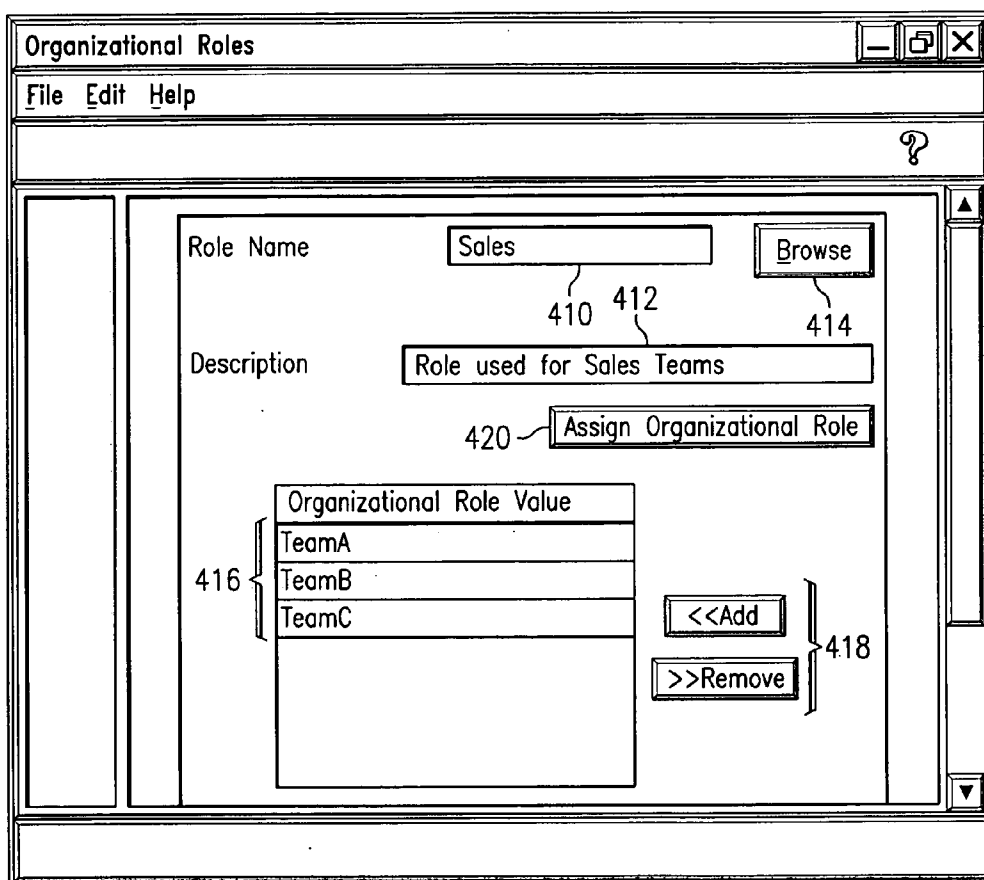 Organizational Roles
File Edit Help
?
Role Name Sales Browse
410 412 414
Description Role used for Sales Teams
420 Assign Organizational Role
Organizational Role Value
TeamA
416 TeamB
TeamC
<<Add
418
>>Remove